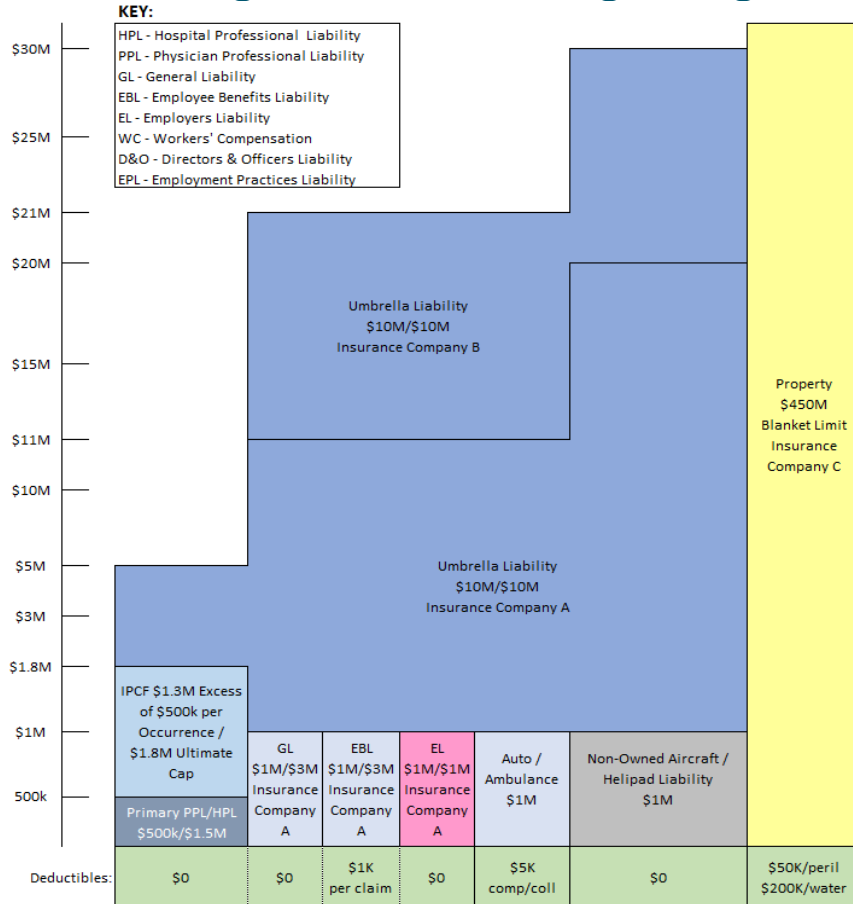 KEY:
HPL - Hospital Professional Liability
PPL - Physician Professional Liability
GL - General Liability
EBL - Employee Benefits Liability
EL - Employers Liability
WC - Workers' Compensation
D&O - Directors & Officers Liability
EPL - Employment Practices Liability
$30M
$25M
$21M
$20M
$15M
$11M
$10M
$5M
$3M
$1.8M
$1M
500k
Umbrella Liability
$10M/$10M
Insurance Company B
Umbrella Liability
$10M/$10M
Insurance Company A
Property
$450M
Blanket Limit
Insurance
Company C
IPCF $1.3M Excess
of $500k per
Occurrence /
$1.8M Ultimate
Cap
Primary PPL/HPL
$500k/$1.5M
GL
$1M/$3M
Insurance
Company
A
EBL
$1M/$3M
Insurance
Company
A
EL
$1M/$1M
Insurance
Company
A
Auto /
Ambulance
$1M
Non-Owned Aircraft /
Helipad Liability
$1M
Deductibles:
$0
$0
$1K
per claim
$0
$5K
comp/coll
$0
$50K/peril
$200K/water